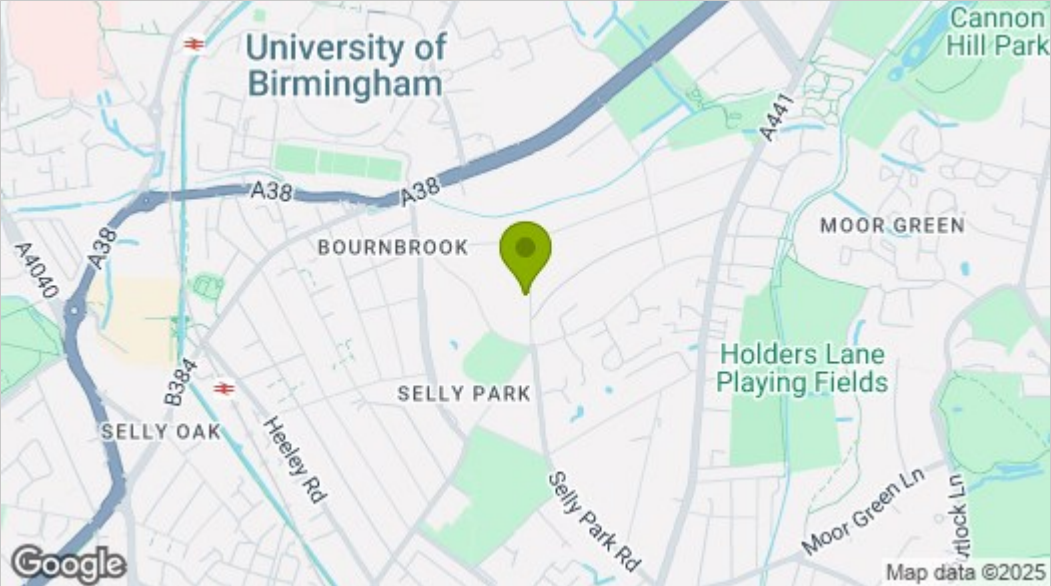 Cannon
Hill Park
University of
Birmingham
A441
A38
A38
A38
A4040
MOOR GREEN
BOURNBROOK
Holders Lane
Playing Fields
B384
SELLY PARK
SELLY OAK
Heeley Rd
Selly Park Rd
Moor Green Ln
Google
Map data ©2025